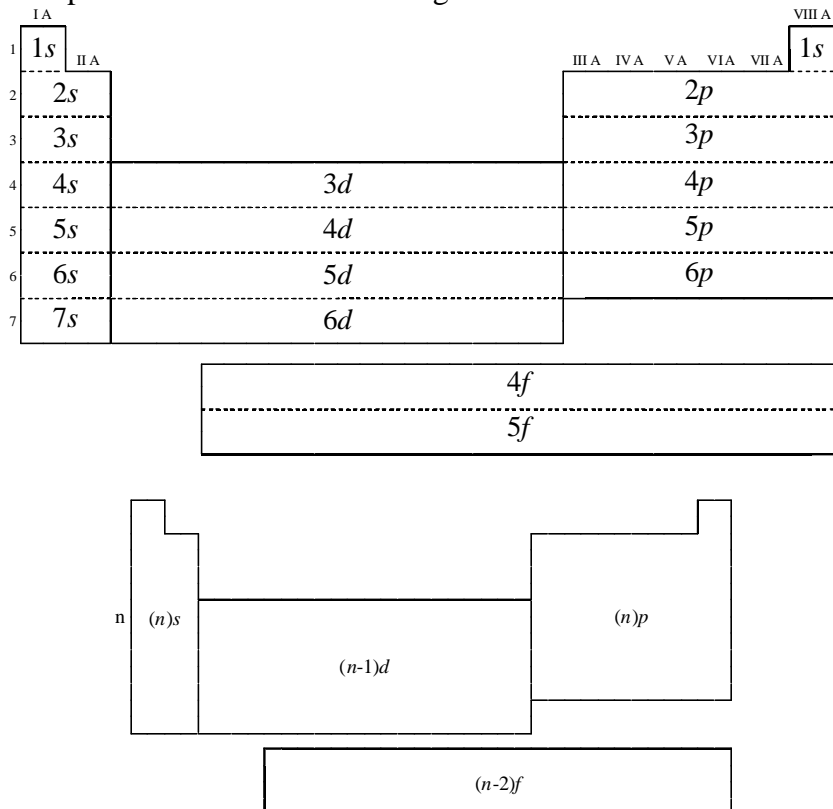 I A VIII A
1 1s II A III A IV A V A VI A VII A 1s
2 2s 2p
3 3s 3p
4 4s 3d 4p
5 5s 4d 5p
6 6s 5d 6p
7 7s 6d
4f
5f
n (n)s (n)p
(n-1)d
(n-2)f